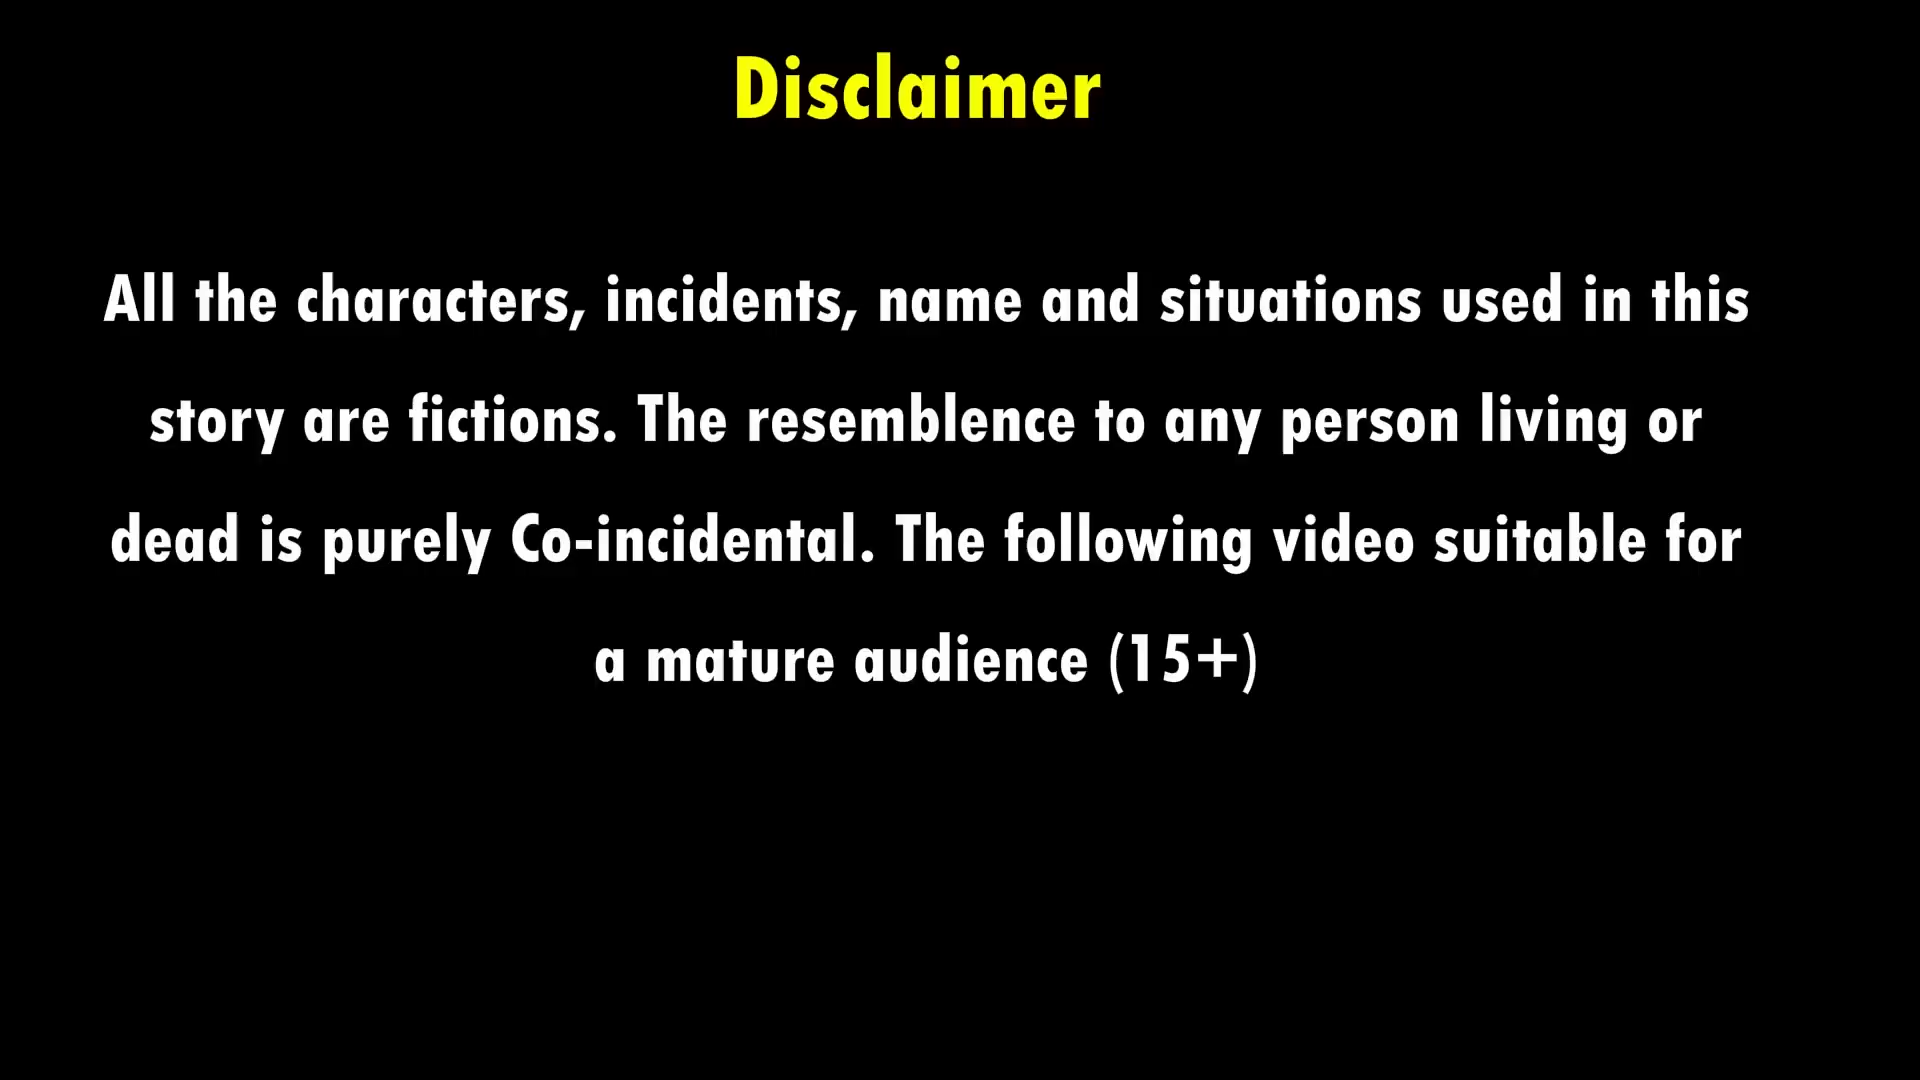 Disclaimer
All the characters, incidents, name and situations used in this
story are fictions. The resemblence to any person living or
dead is purely Co-incidental. The following video suitable for
a mature audience (15+)